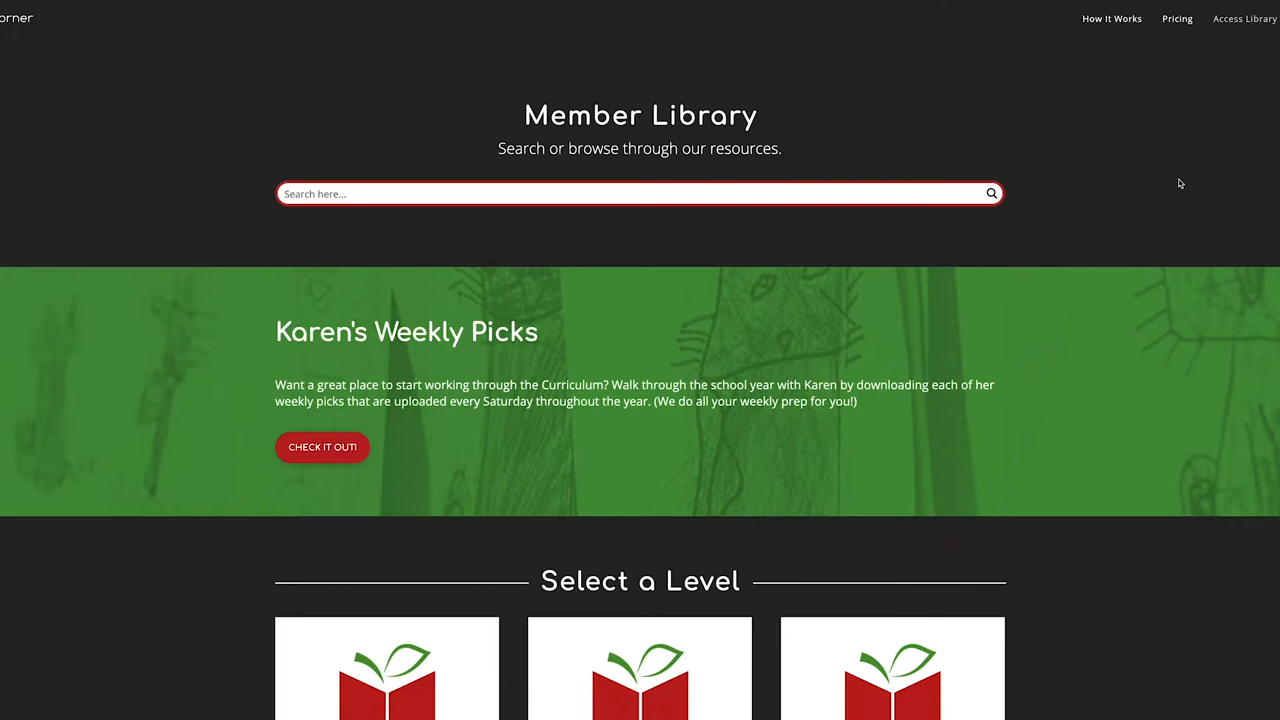 orner
How It Works Pricing Access Library
Member Library
Search or browse through our resources.
Search here...
Karen's Weekly Picks
Want a great place to start working through the Curriculum? Walk through the school year with Karen by downloading each of her
weekly picks that are uploaded every Saturday throughout the year. (We do all your weekly prep for you!)
CHECK IT OUT!
Select a Level